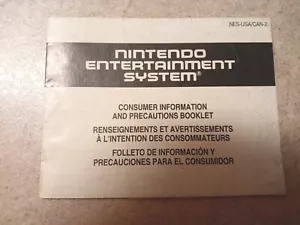 NES-USA/CAN-2
NINTENDO
ENTERTAINMENT
SYSTEM®
CONSUMER INFORMATION
AND PRECAUTIONS BOOKLET
RENSEIGNEMENTS ET AVERTISSEMENTS
À L'INTENTION DES CONSOMMATEURS
FOLLETO DE INFORMACIÓN Y
PRECAUCIONES PARA EL CONSUMIDOR